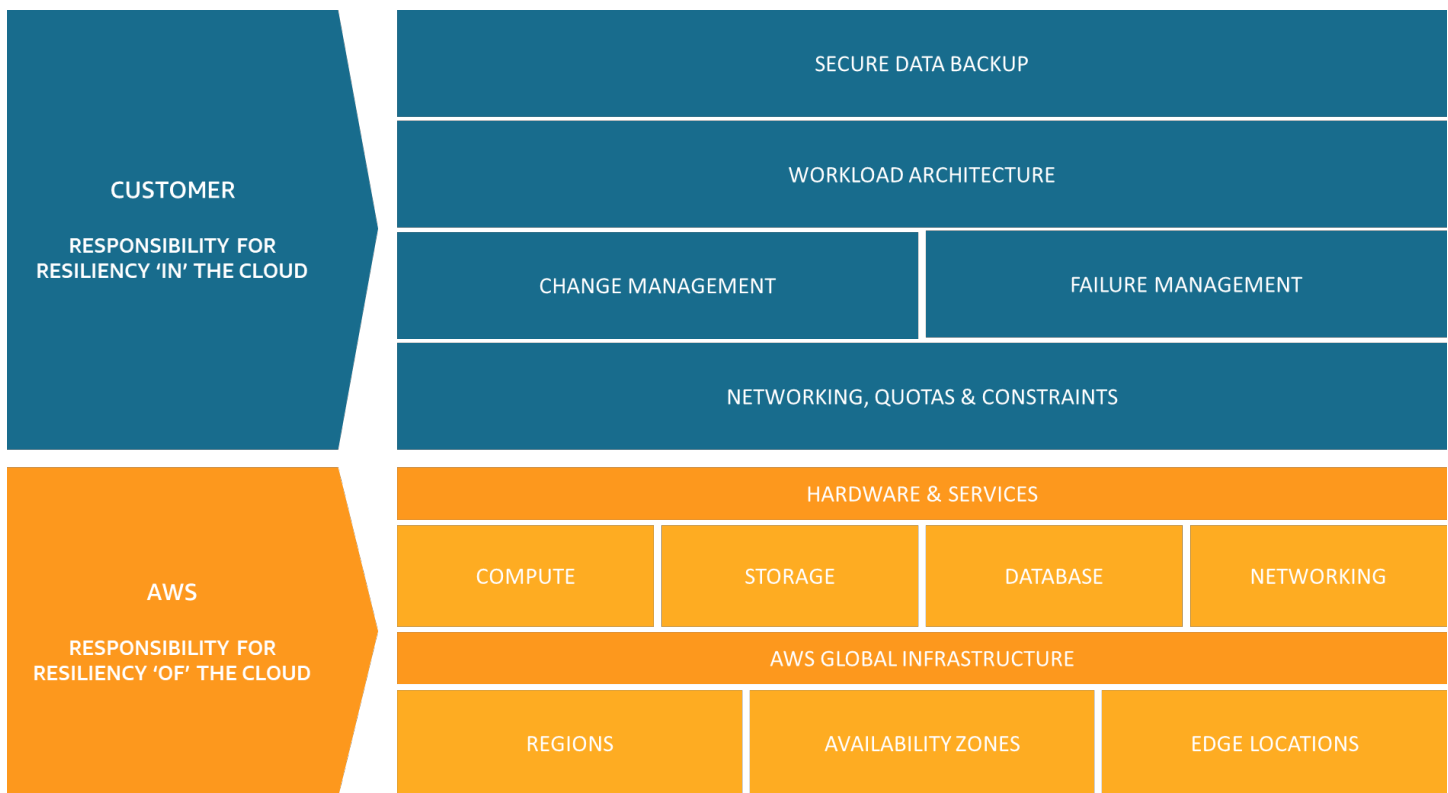 CUSTOMER
RESPONSIBILITY FOR
RESILIENCY ‘IN’ THE CLOUD
SECURE DATA BACKUP
WORKLOAD ARCHITECTURE
CHANGE MANAGEMENT
FAILURE MANAGEMENT
NETWORKING, QUOTAS & CONSTRAINTS
AWS
RESPONSIBILITY FOR
RESILIENCY ‘OF’ THE CLOUD
HARDWARE & SERVICES
COMPUTE
STORAGE
DATABASE
NETWORKING
AWS GLOBAL INFRASTRUCTURE
REGIONS
AVAILABILITY ZONES
EDGE LOCATIONS